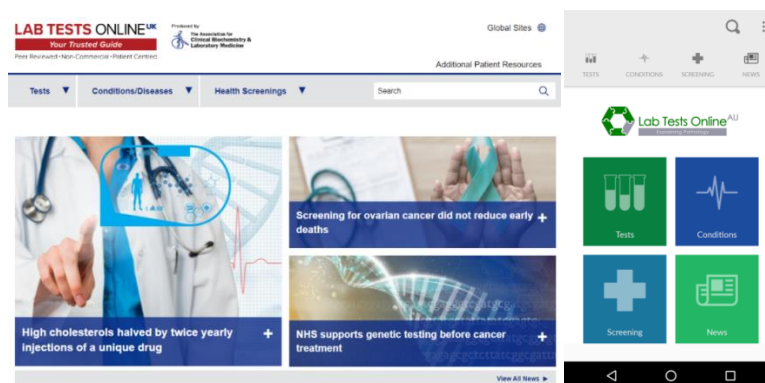 LAB TESTS ONLINE UK
Your Trusted Guide
Peer Reviewed • Non-Commercial • Patient Centred
Produced by
The Association for
Clinical Biochemistry &
Laboratory Medicine
Global Sites
Additional Patient Resources
Tests ▼ Conditions/Diseases ▼ Health Screenings ▼ Search
High cholesterols halved by twice yearly +
injections of a unique drug
Screening for ovarian cancer did not reduce early +
deaths
NHS supports genetic testing before cancer +
treatment
View All News ►
TESTS CONDITIONS SCREENING NEWS
Lab Tests Online AU
Explaining Pathology
Tests Conditions
Screening News